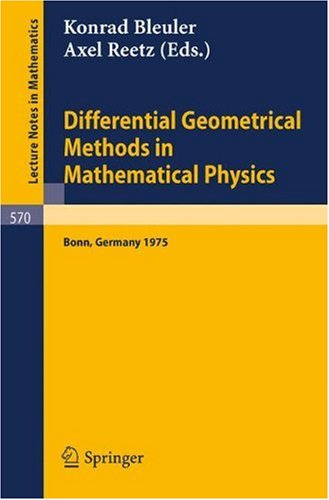 Konrad Bleuler
Axel Reetz (Eds.)
Lecture Notes in Mathematics
Differential Geometrical
Methods in
Mathematical Physics
570
Bonn, Germany 1975
Springer